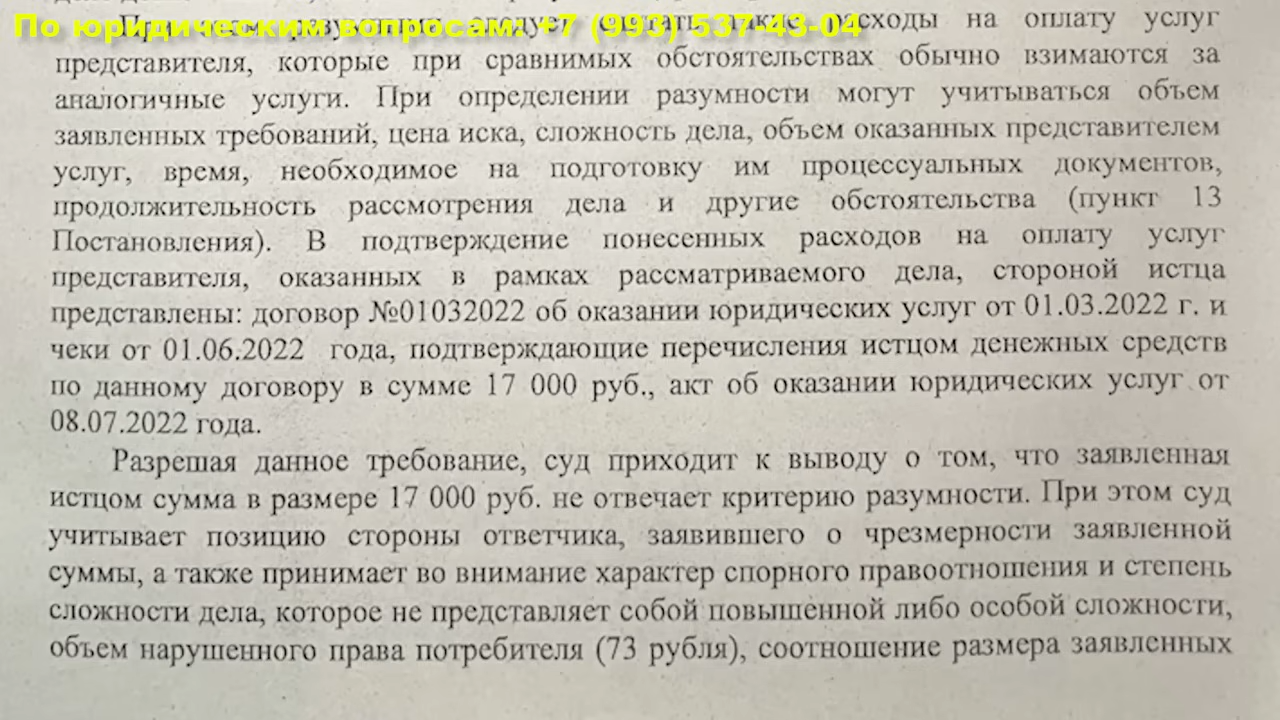 По юридическим вопросам: +7 (993) 537-43-04
расходы на оплату услуг
представителя, которые при сравнимых обстоятельствах обычно взимаются за
аналогичные услуги. При определении разумности могут учитываться объем
заявленных требований, цена иска, сложность дела, объем оказанных представителем
услуг, время, необходимое на подготовку им процессуальных документов,
продолжительность рассмотрения дела и другие обстоятельства (пункт 13
Постановления). В подтверждение понесенных расходов на оплату услуг
представителя, оказанных в рамках рассматриваемого дела, стороной истца
представлены: договор №01032022 об оказании юридических услуг от 01.03.2022 г. и
чеки от 01.06.2022 года, подтверждающие перечисления истцом денежных средств
по данному договору в сумме 17 000 руб., акт об оказании юридических услуг от
08.07.2022 года.
Разрешая данное требование, суд приходит к выводу о том, что заявленная
истцом сумма в размере 17 000 руб. не отвечает критерию разумности. При этом суд
учитывает позицию стороны ответчика, заявившего о чрезмерности заявленной
суммы, а также принимает во внимание характер спорного правоотношения и степень
сложности дела, которое не представляет собой повышенной либо особой сложности,
объем нарушенного права потребителя (73 рубля), соотношение размера заявленных